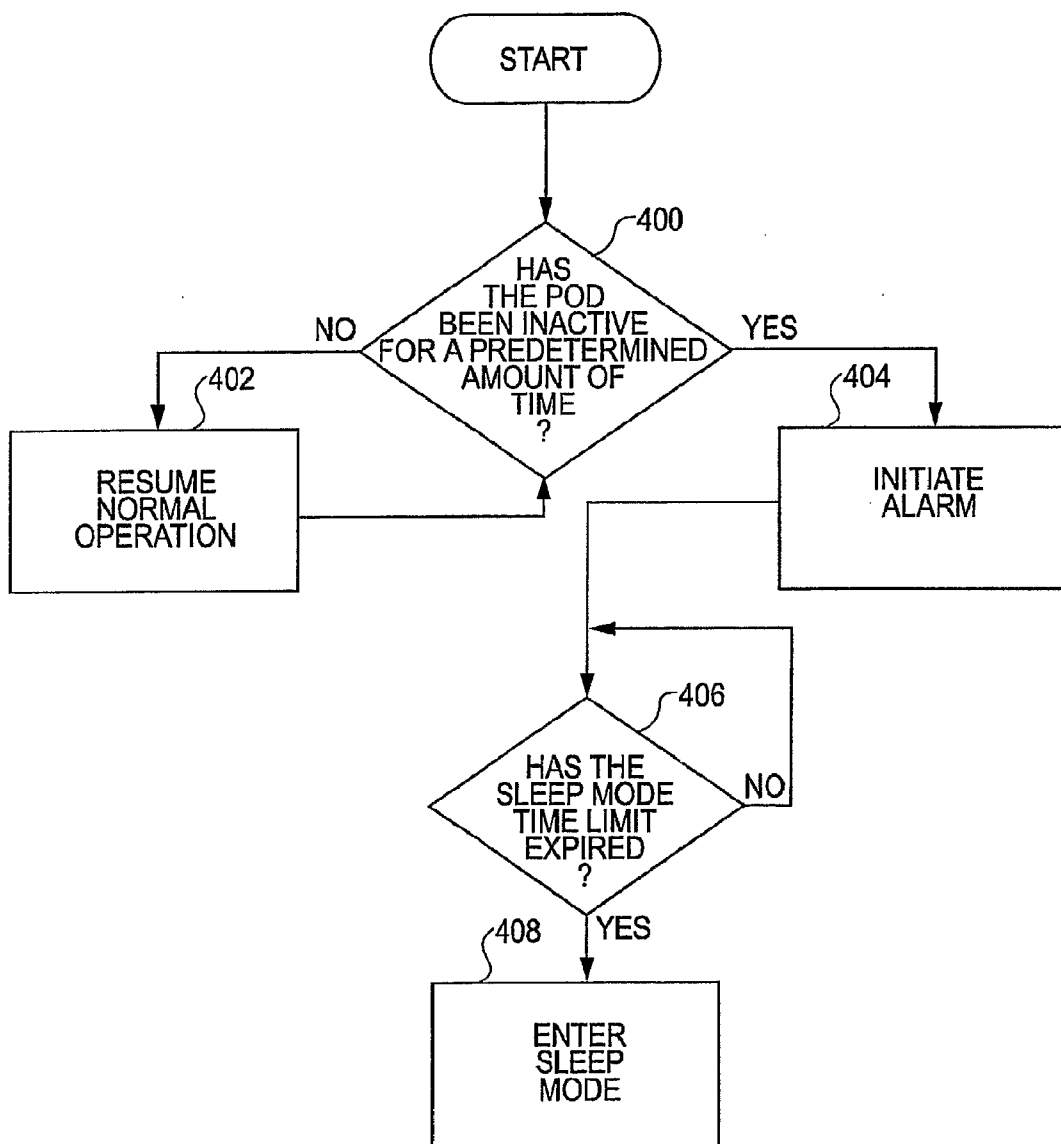 START
400
HAS
THE POD
BEEN INACTIVE
FOR A PREDETERMINED
AMOUNT OF
TIME
?
NO
YES
402
404
RESUME
NORMAL
OPERATION
INITIATE
ALARM
406
HAS THE
SLEEP MODE
TIME LIMIT
EXPIRED
?
NO
YES
408
ENTER
SLEEP
MODE